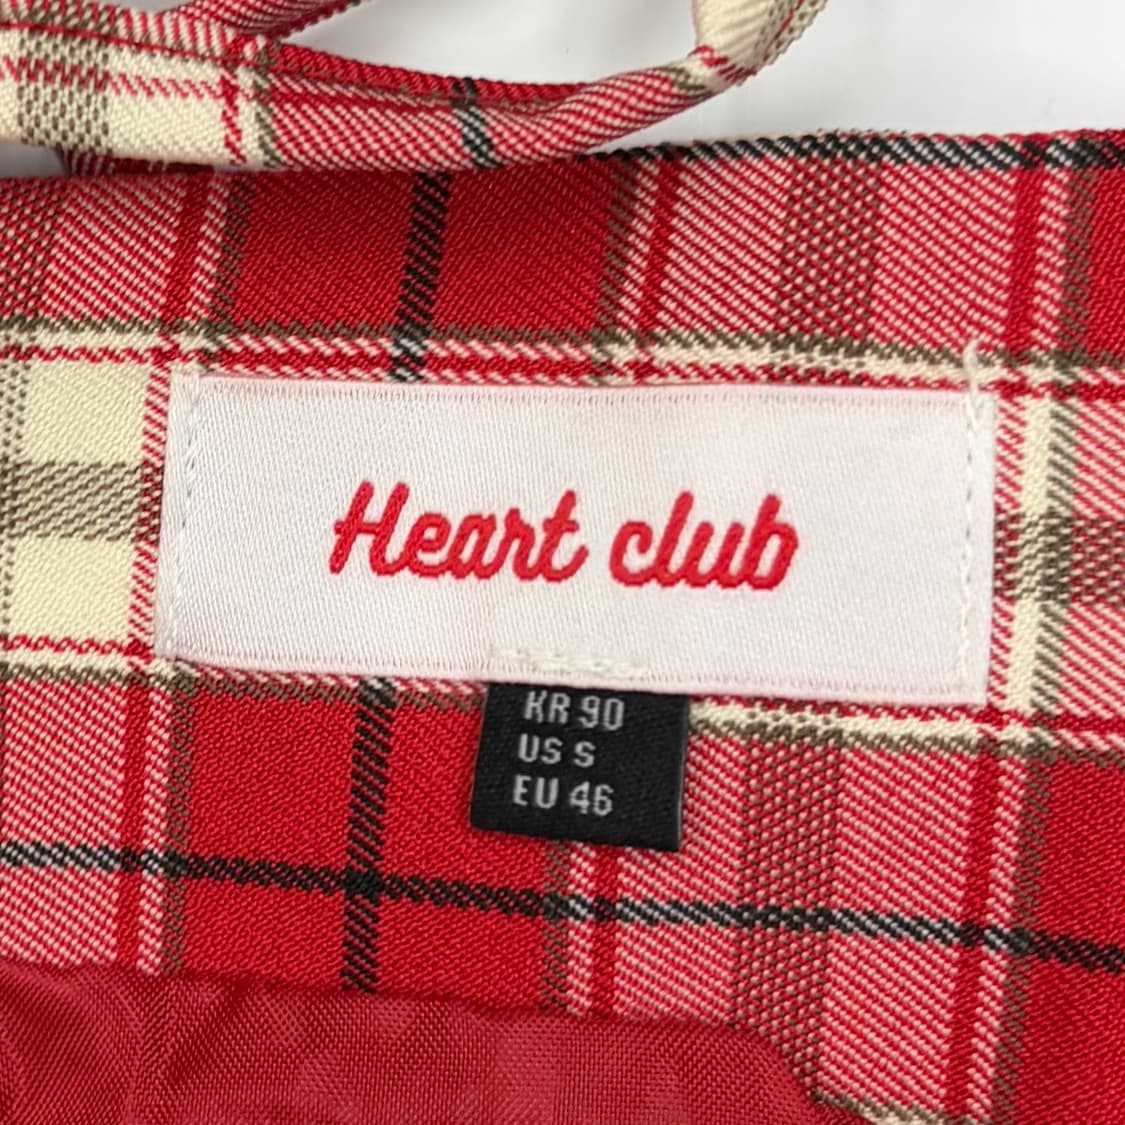 Heart club
KR 90
US S
EU 46